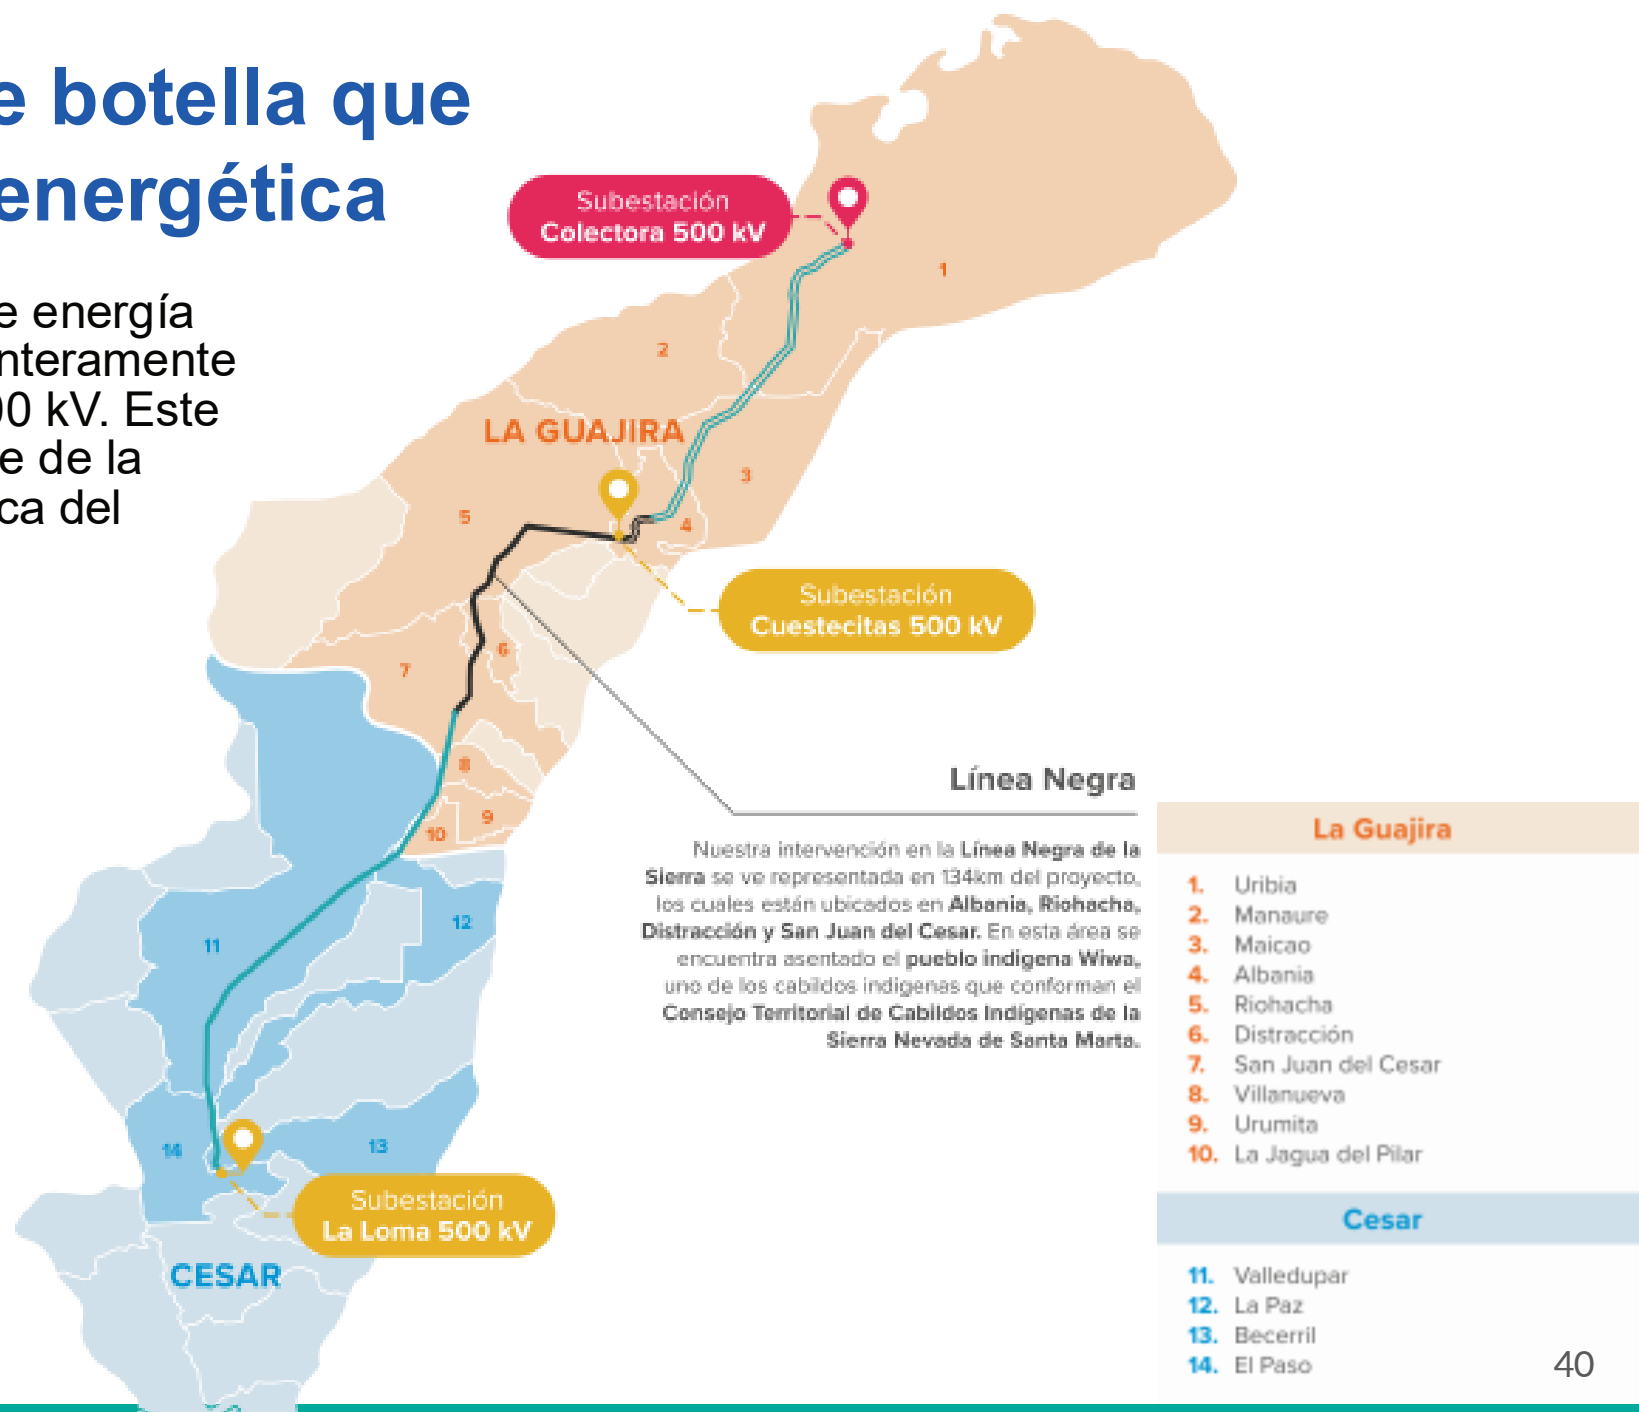 e botella que
energética
e energía
nteramente
00 kV. Este
e de la
ca del
Subestación
Colectora 500 kV
1
2
LA GUAJIRA
3
5
4
Subestación
Cuestecitas 500 kV
6
7
8
9
10
Línea Negra
Nuestra intervención en la Línea Negra de la
Sierra se ve representada en 134km del proyecto,
los cuales están ubicados en Albania, Riohacha,
Distracción y San Juan del Cesar. En esta área se
encuentra asentado el pueblo indígena Wiwa,
uno de los cabildos indígenas que conforman el
Consejo Territorial de Cabildos Indígenas de la
Sierra Nevada de Santa Marta.
12
11
14
13
Subestación
La Loma 500 kV
CESAR
La Guajira
1. Uribia
2. Manaure
3. Maicao
4. Albania
5. Riohacha
6. Distracción
7. San Juan del Cesar
8. Villanueva
9. Urumita
10. La Jagua del Pilar
Cesar
11. Valledupar
12. La Paz
13. Becerril
14. El Paso
40